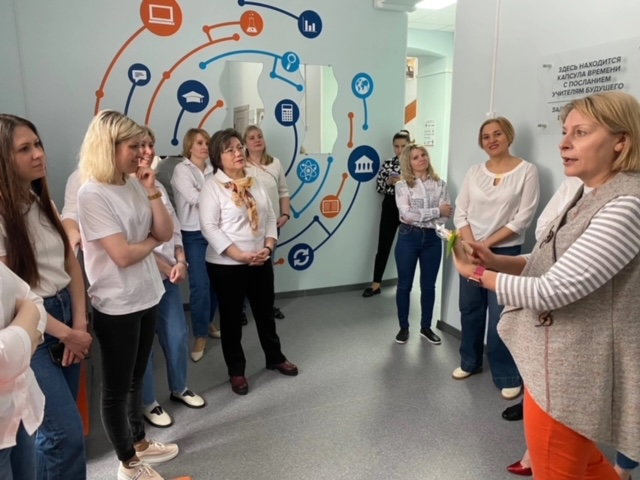 ЗДЕСЬ НАХОДИТСЯ
КАПСУЛА ВРЕМЕНИ
С ПОСЛАНИЕМ
УЧИТЕЛЯМ БУДУЩЕГО